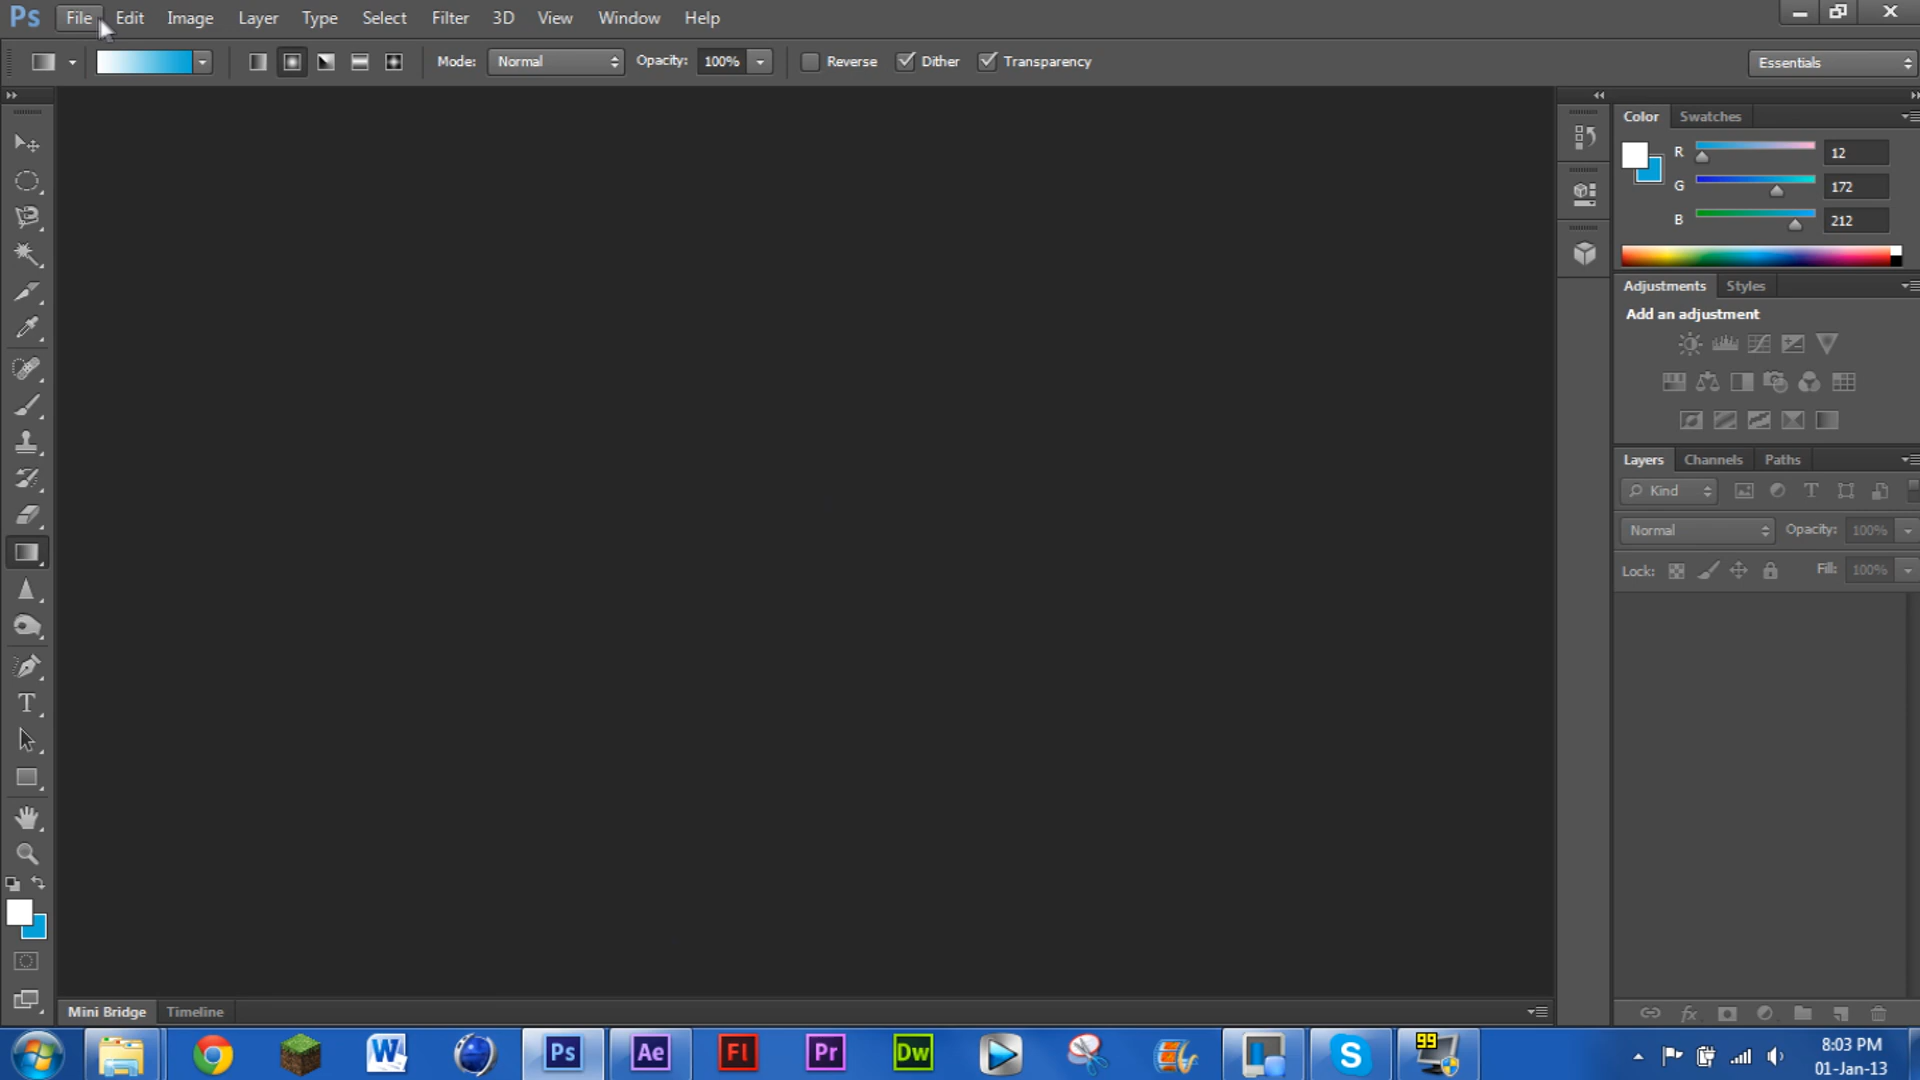 Ps File Edit Image Layer Type Select Filter 3D View Window Help
Mode: Normal Opacity: 100% Reverse Dither Transparency Essentials
Color Swatches
R 12
G 172
B 212
Adjustments Styles
Add an adjustment
Layers Channels Paths
Kind
Normal Opacity: 100%
Lock: Fill: 100%
Mini Bridge Timeline
W Ps Ae Fl Pr Dw S 99
8:03 PM
01-Jan-13